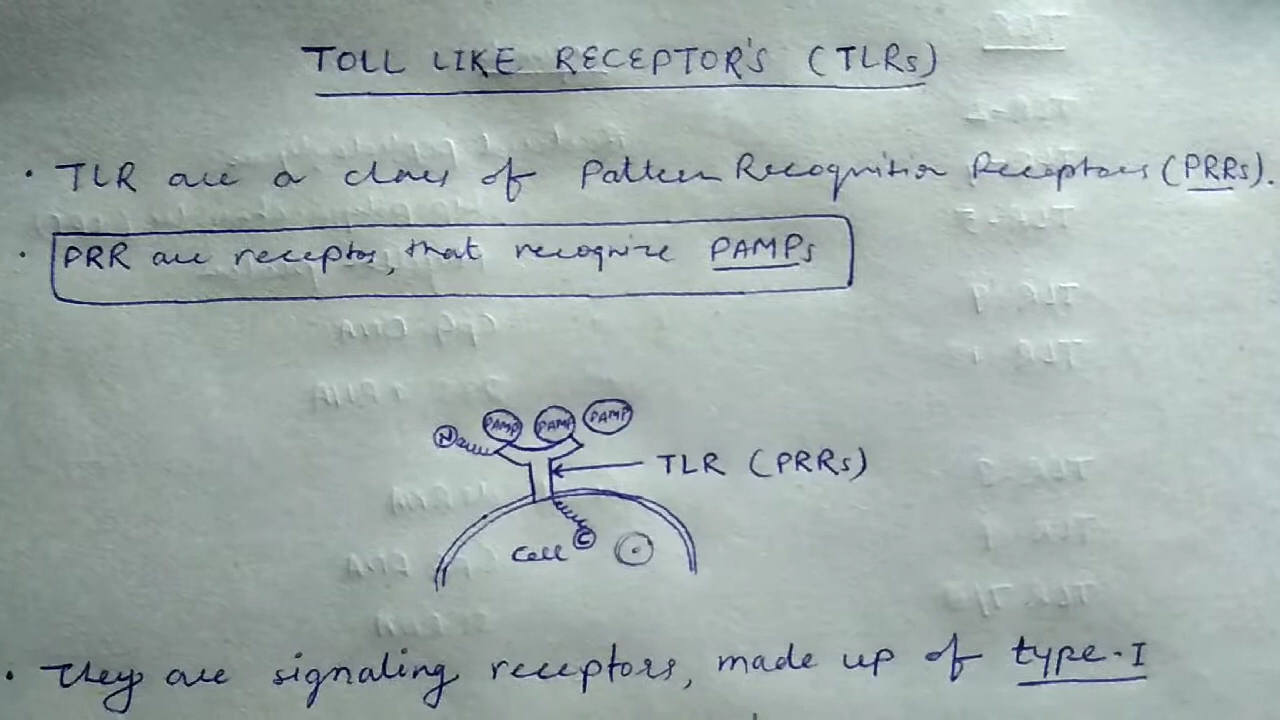 TOLL LIKE RECEPTOR'S (TLRs)
· TLR are a class of Pattern Recognition Receptors (PRRs).
· PRR are receptors, that recognize PAMPs
PAMP PAMP PAMP
N
TLR (PRRs)
Cell C
· They are signaling receptors, made up of type-I